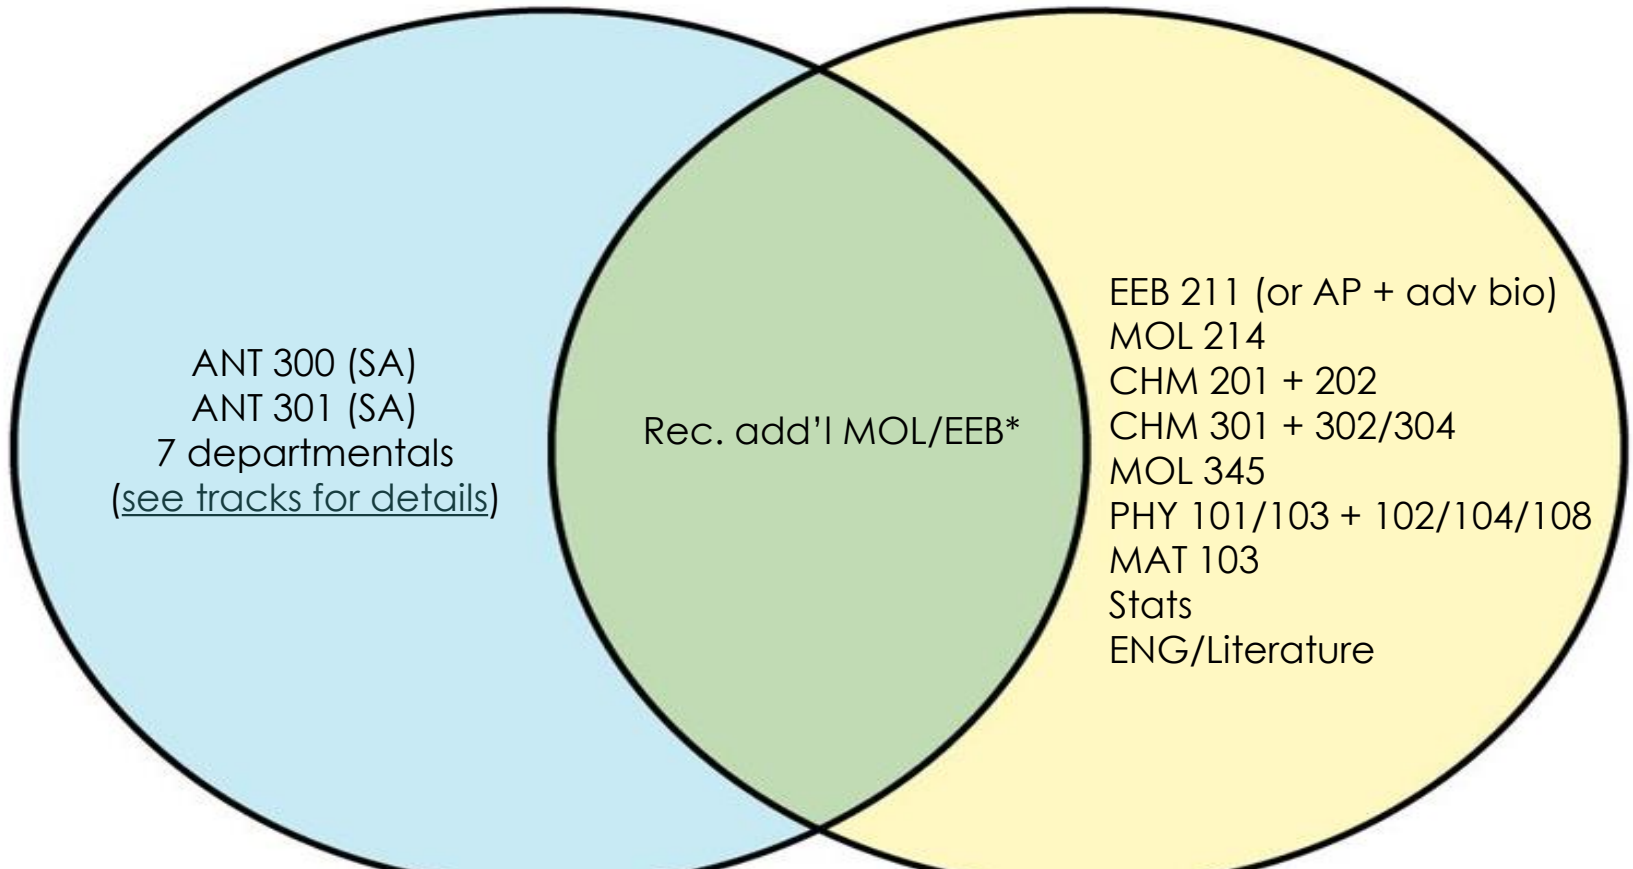 ANT 300 (SA)
ANT 301 (SA)
7 departmentals
(see tracks for details)
Rec. add'l MOL/EEB*
EEB 211 (or AP + adv bio)
MOL 214
CHM 201 + 202
CHM 301 + 302/304
MOL 345
PHY 101/103 + 102/104/108
MAT 103
Stats
ENG/Literature